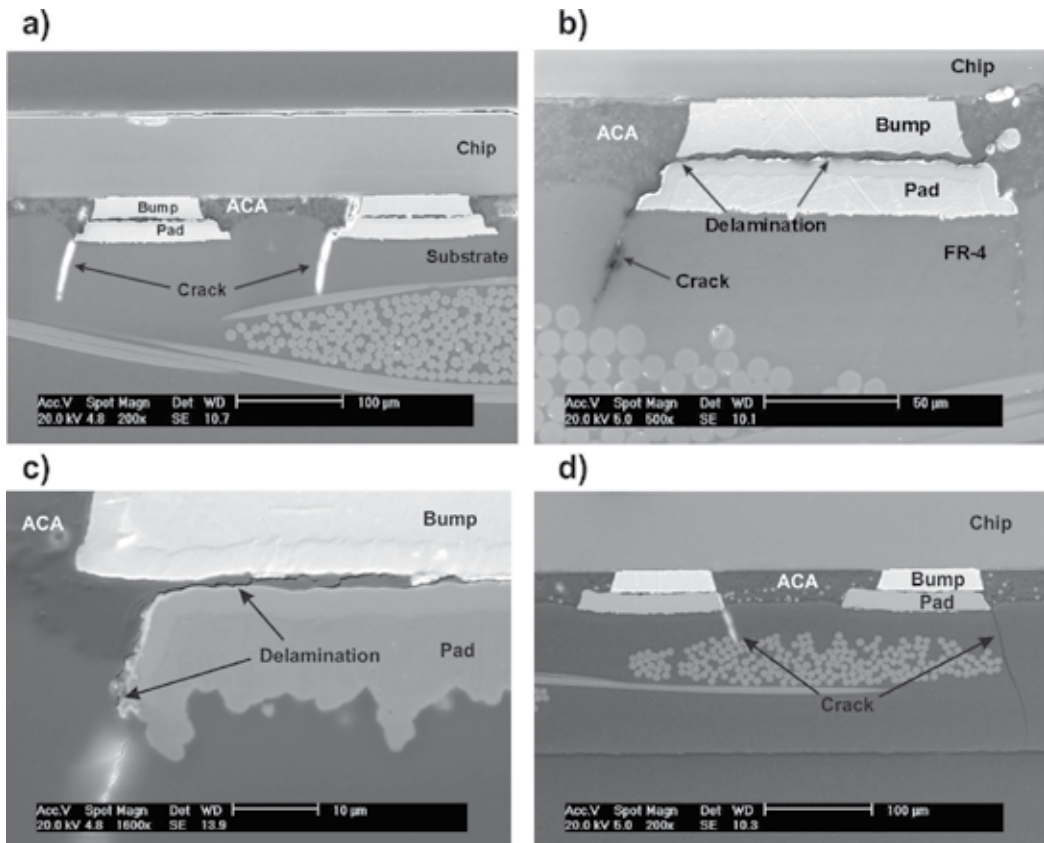 a)
Chip
Bump
ACA
Pad
Substrate
Crack
Acc.V Spot Magn Det WD 100 µm
20.0 kV 4.8 200x SE 10.7
b)
Chip
ACA
Bump
Pad
Delamination
FR-4
Crack
Acc.V Spot Magn Det WD 50 µm
20.0 kV 5.0 500x SE 10.1
c)
ACA
Bump
Delamination
Pad
Acc.V Spot Magn Det WD 10 µm
20.0 kV 4.8 1600x SE 13.9
d)
Chip
ACA
Bump
Pad
Crack
Acc.V Spot Magn Det WD 100 µm
20.0 kV 5.0 200x SE 10.3